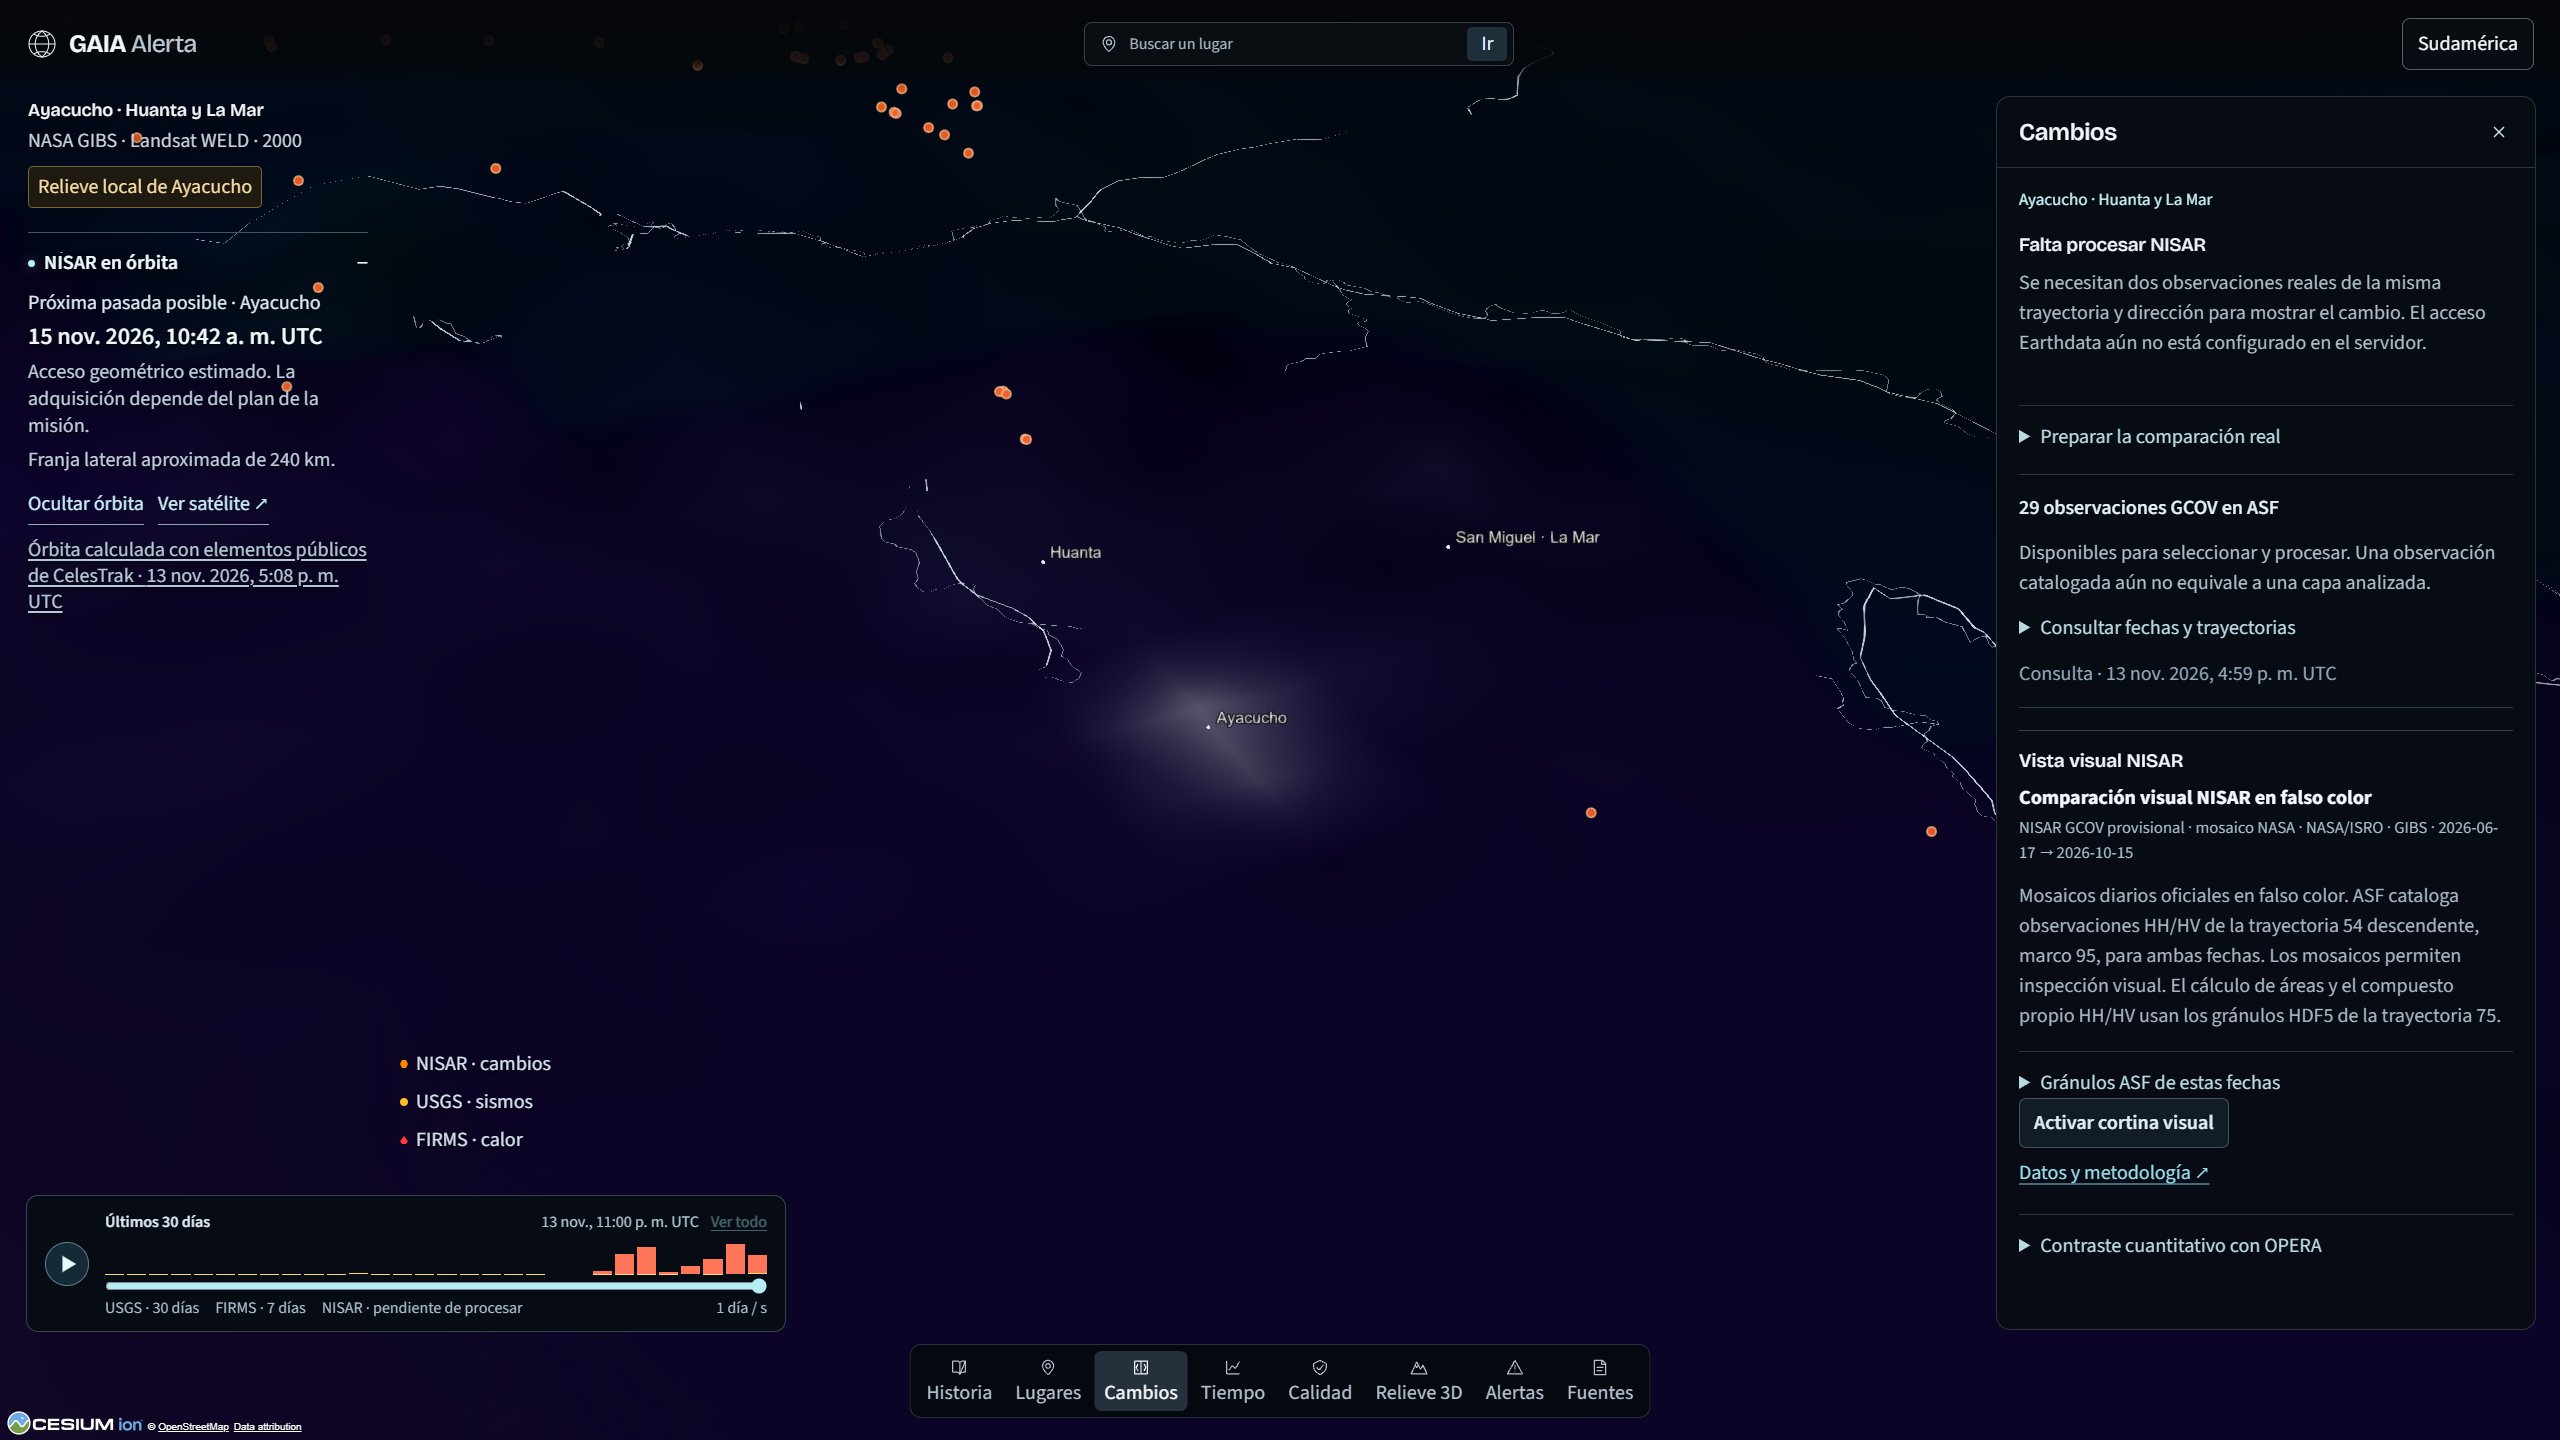 GAIA Alerta
Buscar un lugar
Ir
Sudamérica
Ayacucho · Huanta y La Mar
NASA GIBS · Landsat WELD · 2000
Relieve local de Ayacucho
NISAR en órbita
Próxima pasada posible · Ayacucho
15 nov. 2026, 10:42 a. m. UTC
Acceso geométrico estimado. La
adquisición depende del plan de la
misión.
Franja lateral aproximada de 240 km.
Ocultar órbita Ver satélite ↗
Órbita calculada con elementos públicos
de CelesTrak · 13 nov. 2026, 5:08 p. m.
UTC
Huanta
San Miguel · La Mar
Ayacucho
NISAR · cambios
USGS · sismos
FIRMS · calor
Últimos 30 días
13 nov., 11:00 p. m. UTC Ver todo
USGS · 30 días FIRMS · 7 días NISAR · pendiente de procesar
1 día / s
Cambios
Ayacucho · Huanta y La Mar
Falta procesar NISAR
Se necesitan dos observaciones reales de la misma
trayectoria y dirección para mostrar el cambio. El acceso
Earthdata aún no está configurado en el servidor.
Preparar la comparación real
29 observaciones GCOV en ASF
Disponibles para seleccionar y procesar. Una observación
catalogada aún no equivale a una capa analizada.
Consultar fechas y trayectorias
Consulta · 13 nov. 2026, 4:59 p. m. UTC
Vista visual NISAR
Comparación visual NISAR en falso color
NISAR GCOV provisional · mosaico NASA · NASA/ISRO · GIBS · 2026-06-
17 → 2026-10-15
Mosaicos diarios oficiales en falso color. ASF cataloga
observaciones HH/HV de la trayectoria 54 descendente,
marco 95, para ambas fechas. Los mosaicos permiten
inspección visual. El cálculo de áreas y el compuesto
propio HH/HV usan los gránulos HDF5 de la trayectoria 75.
Gránulos ASF de estas fechas
Activar cortina visual
Datos y metodología ↗
Contraste cuantitativo con OPERA
Historia
Lugares
Cambios
Tiempo
Calidad
Relieve 3D
Alertas
Fuentes
CESIUM ion © OpenStreetMap Data attribution